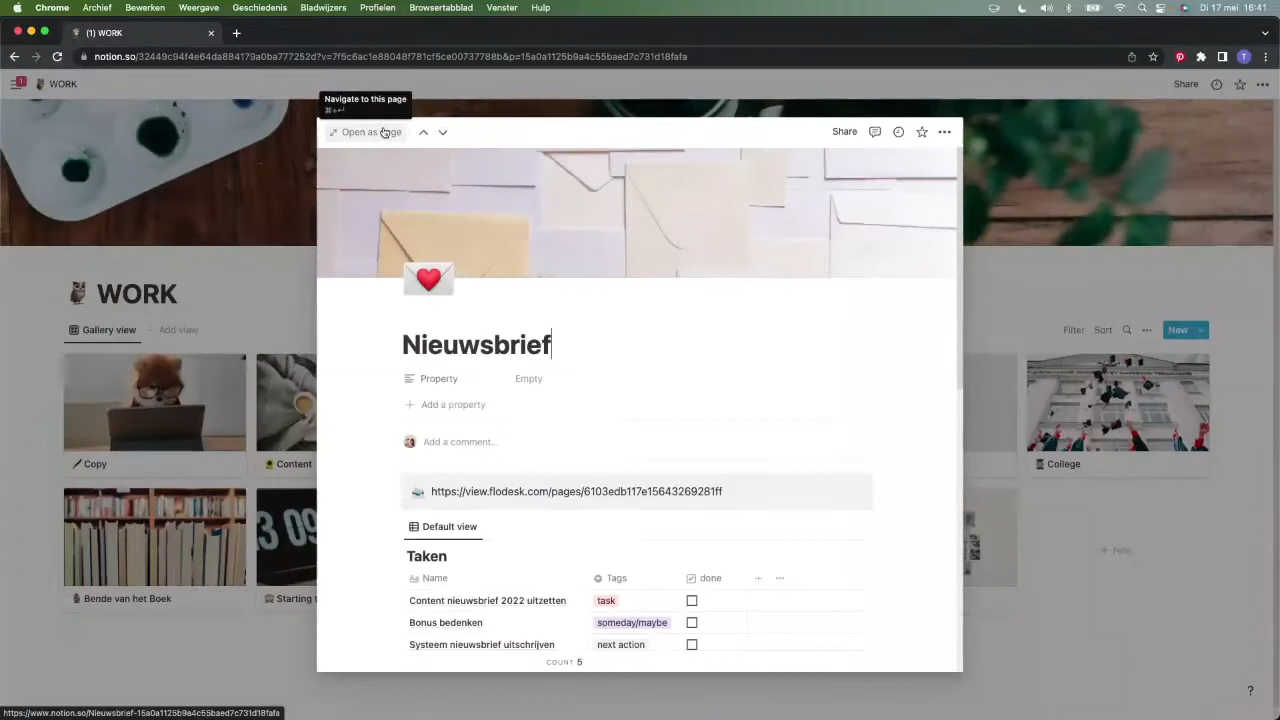 Chrome Archief Bewerken Weergave Geschiedenis Bladwijzers Profielen Browsertabblad Venster Hulp Di 17 mei 16:41
(1) WORK
notion.so/32449c94f4e64da884179a0ba777252d?v=7f5c6ac1e88048f781cf5ce00737788b&p=15a0a1125b9a4c55baed7c731d18fafa
T
1
WORK
Share
Navigate to this page
⌘+⏎
Open as page
Share
WORK
Gallery view
Add view
Filter Sort New
Nieuwsbrief
Property Empty
Add a property
Add a comment...
Copy
Content
College
https://view.flodesk.com/pages/6103edb117e15643269281ff
Default view
Taken
Name Tags done
Content nieuwsbrief 2022 uitzetten task
Bonus bedenken someday/maybe
Systeem nieuwsbrief uitschrijven next action
COUNT 5
New
Bende van het Boek
Starting
?
https://www.notion.so/Nieuwsbrief-15a0a1125b9a4c55baed7c731d18fafa